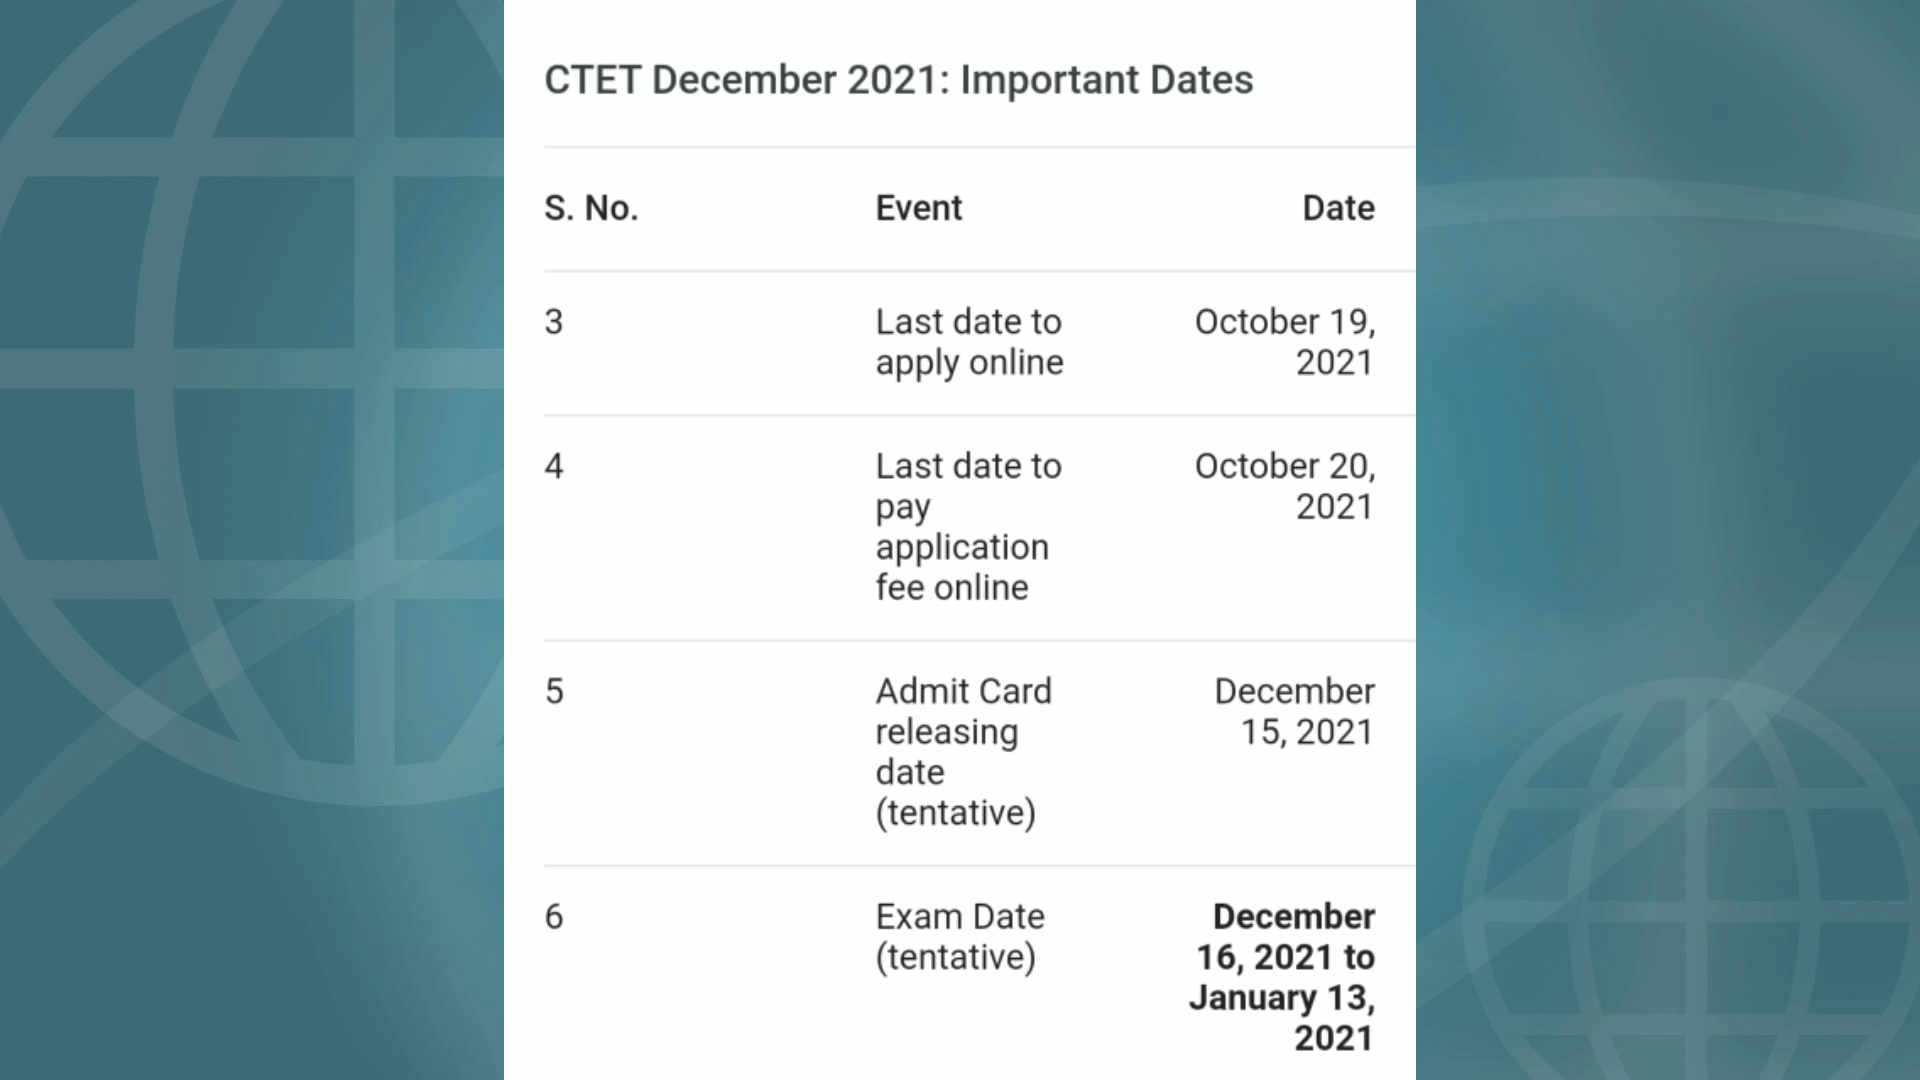 CTET December 2021: Important Dates
S. No. Event Date
3 Last date to October 19,
apply online 2021
4 Last date to October 20,
pay 2021
application
fee online
5 Admit Card December
releasing 15, 2021
date
(tentative)
6 Exam Date December
(tentative) 16, 2021 to
January 13,
2021